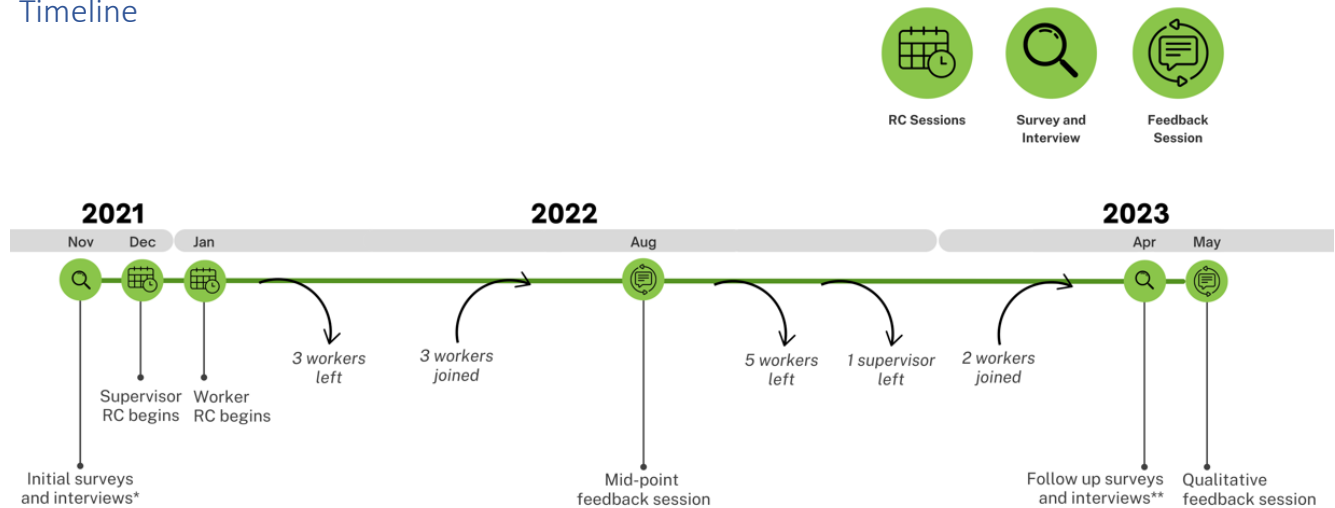 Timeline
RC Sessions
Survey and
Interview
Feedback
Session
2021
2022
2023
Nov
Dec
Jan
Aug
Apr
May
3 workers
left
3 workers
joined
5 workers
left
1 supervisor
left
2 workers
joined
Supervisor
RC begins
Worker
RC begins
Initial surveys
and interviews*
Mid-point
feedback session
Follow up surveys
and interviews**
Qualitative
feedback session